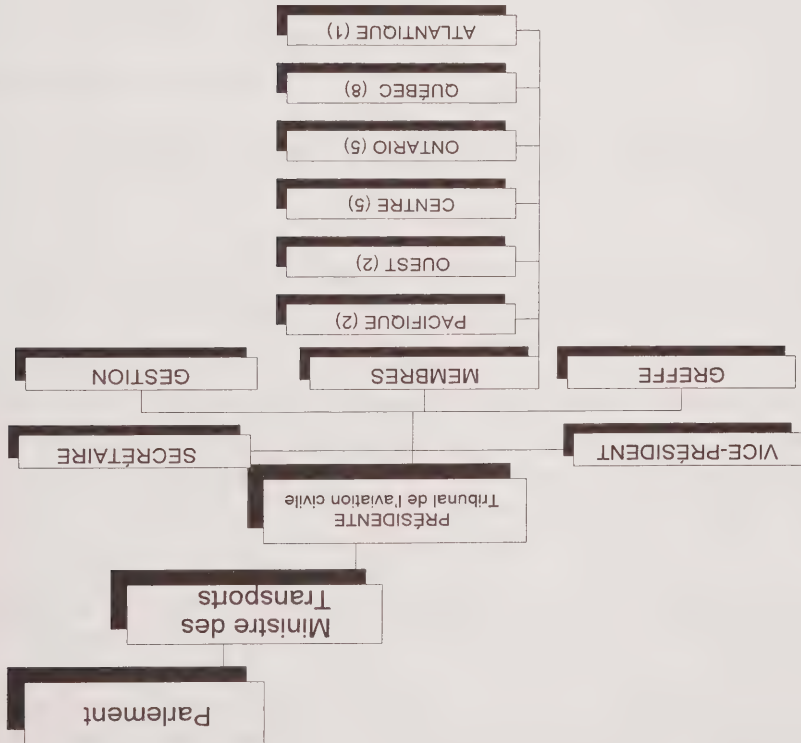 Parlement
Ministre des
Transports
PRÉSIDENTE
Tribunal de l'aviation civile
VICE-PRÉSIDENT
SECRÉTAIRE
GREFFE
MEMBRES
GESTION
PACIFIQUE (2)
OUEST (2)
CENTRE (5)
ONTARIO (5)
QUÉBEC (8)
ATLANTIQUE (1)